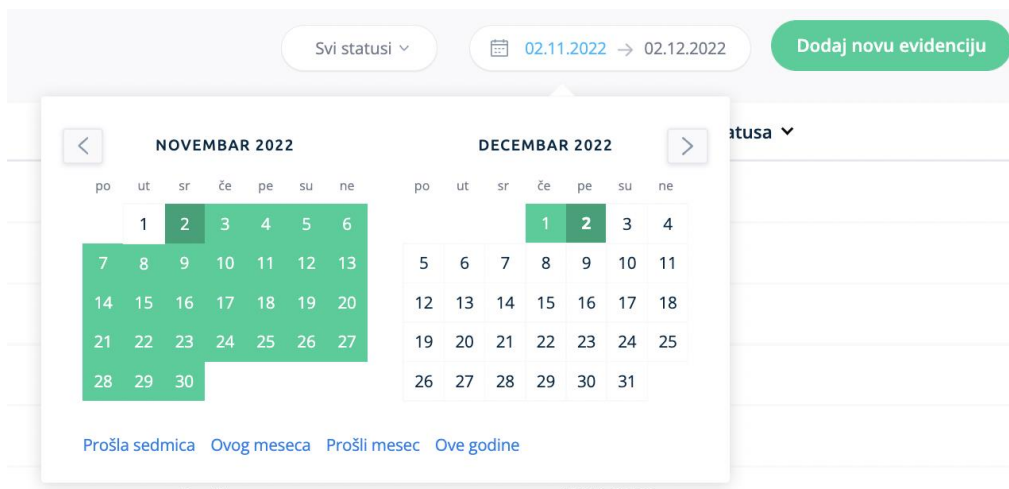 Svi statusi
02.11.2022 → 02.12.2022
Dodaj novu evidenciju
atusa
NOVEMBAR 2022
po ut sr če pe su ne
1 2 3 4 5 6
7 8 9 10 11 12 13
14 15 16 17 18 19 20
21 22 23 24 25 26 27
28 29 30
DECEMBAR 2022
po ut sr če pe su ne
1 2 3 4
5 6 7 8 9 10 11
12 13 14 15 16 17 18
19 20 21 22 23 24 25
26 27 28 29 30 31
Prošla sedmica Ovog meseca Prošli mesec Ove godine